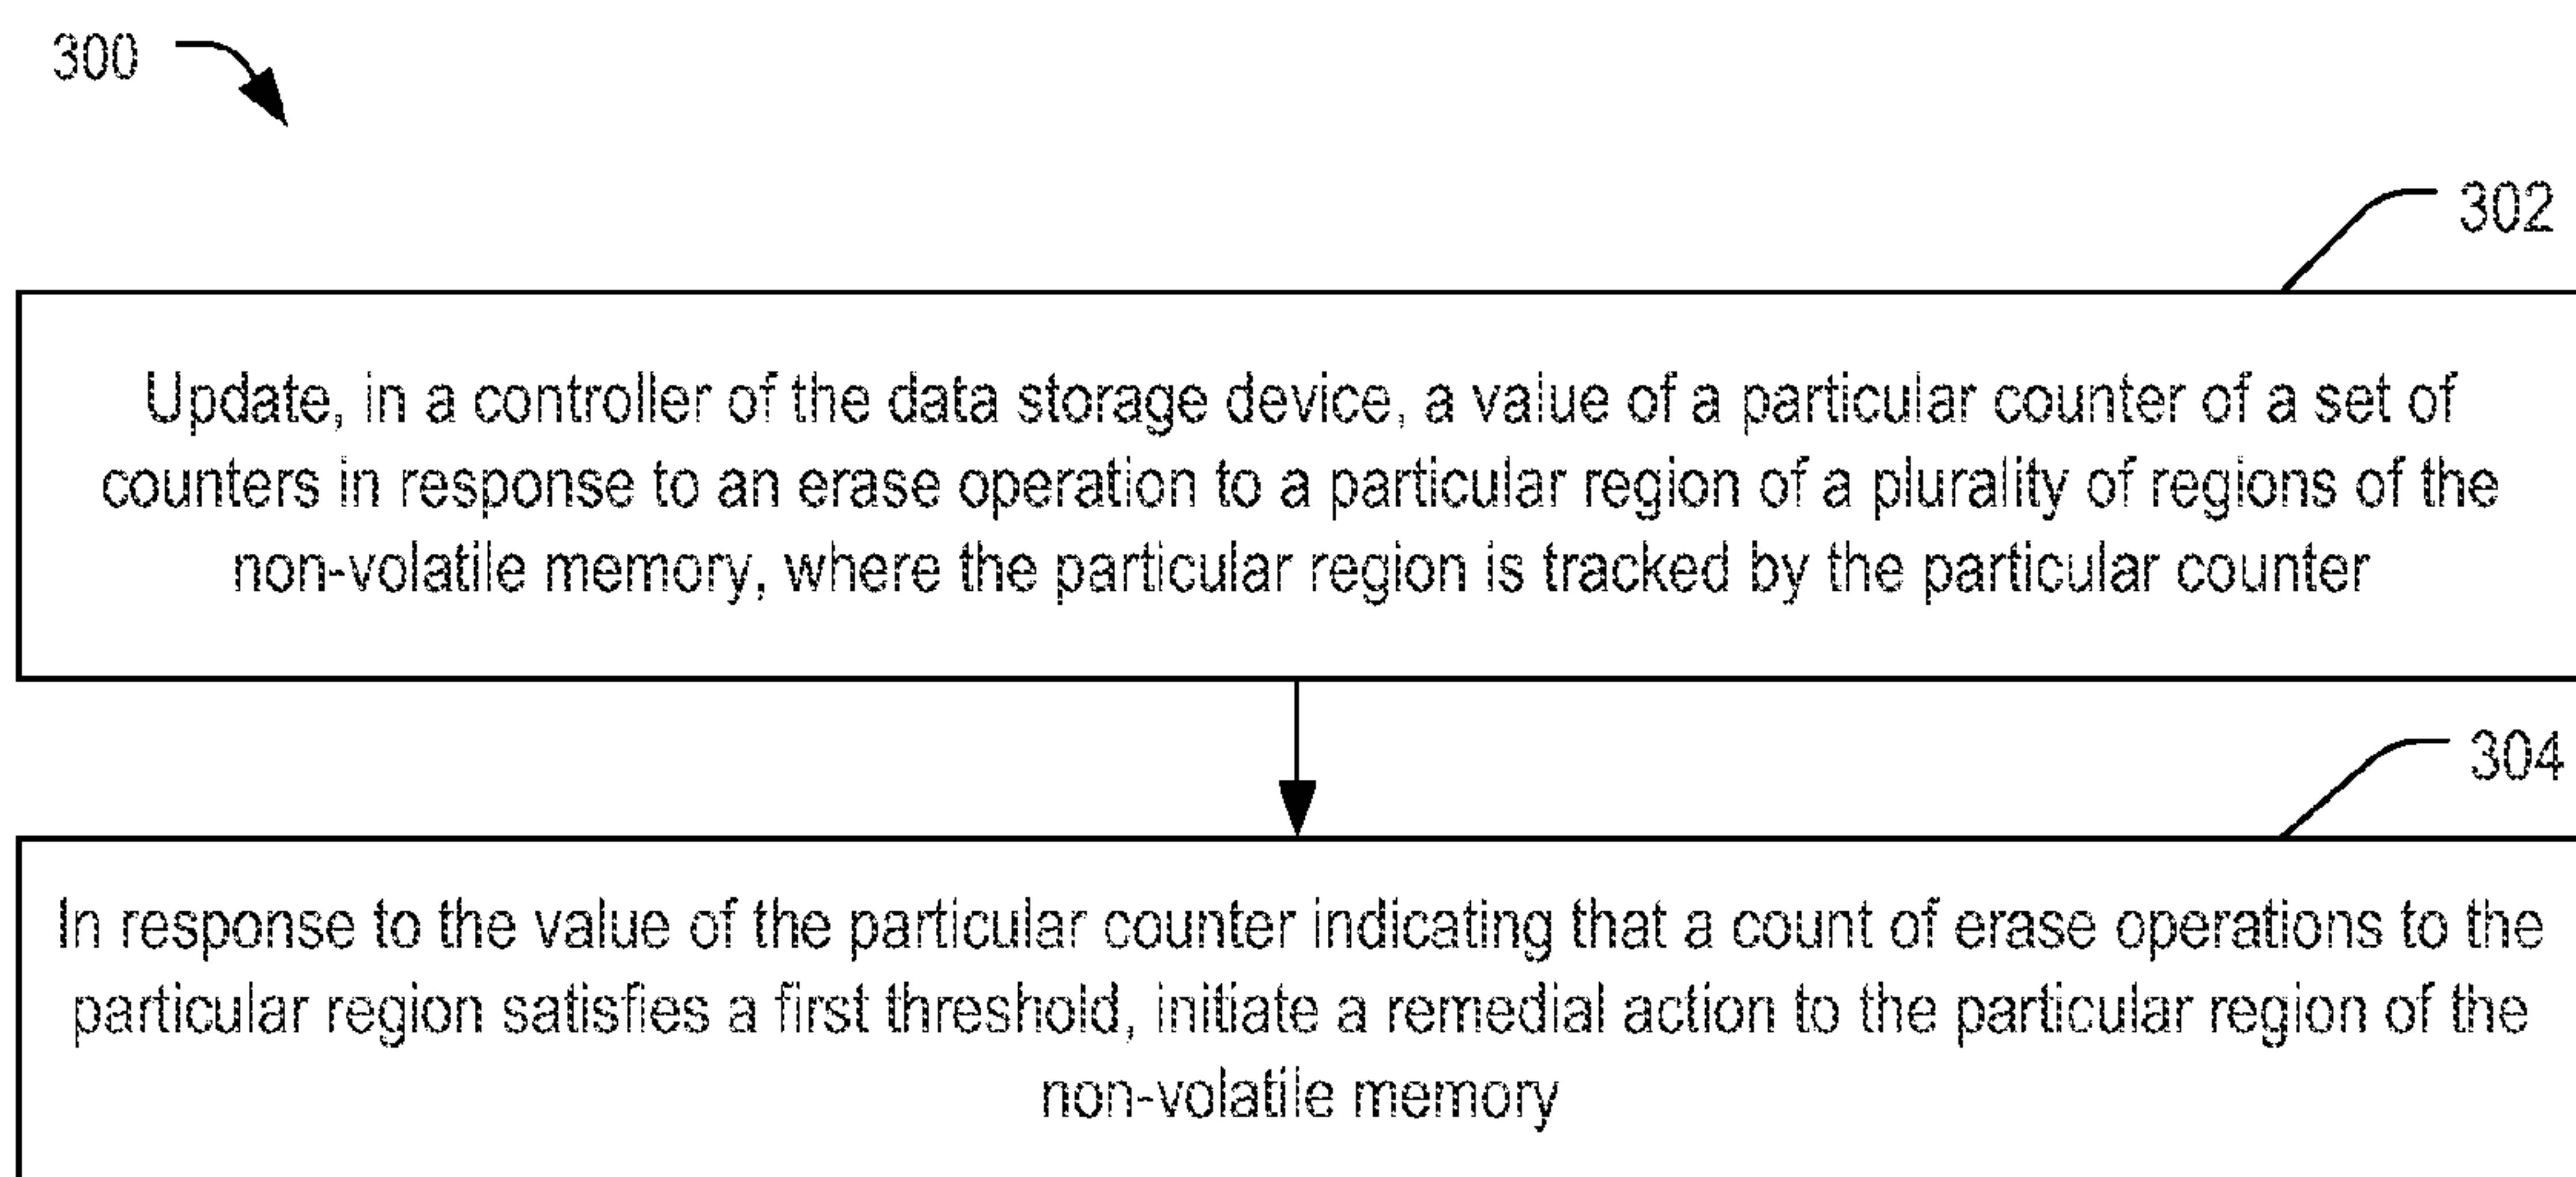 300
302
Update, in a controller of the data storage device, a value of a particular counter of a set of
counters in response to an erase operation to a particular region of a plurality of regions of the
non-volatile memory, where the particular region is tracked by the particular counter
304
In response to the value of the particular counter indicating that a count of erase operations to the
particular region satisfies a first threshold, initiate a remedial action to the particular region of the
non-volatile memory